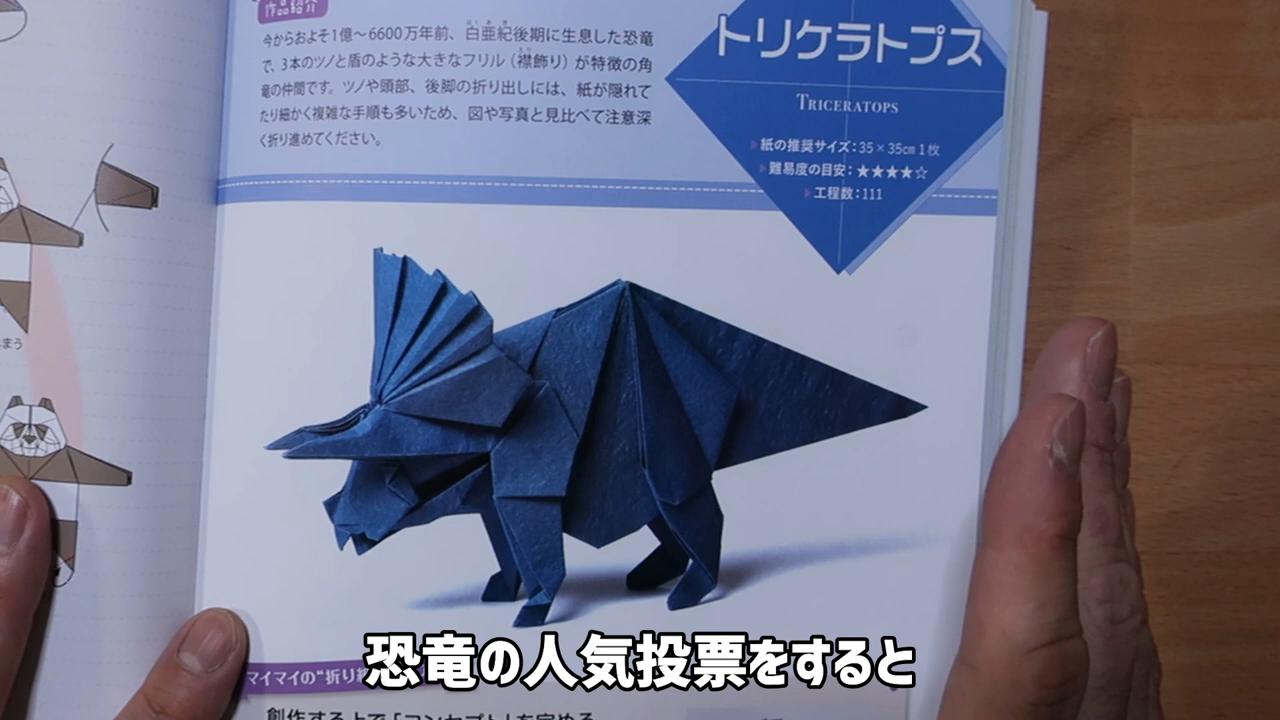 作品紹介
今からおよそ1億～6600万年前、白亜紀後期に生息した恐竜
で、3本のツノと盾のような大きなフリル（襟飾り）が特徴の角
竜の仲間です。ツノや頭部、後脚の折り出しには、紙が隠れて
たり細かく複雑な手順も多いため、図や写真と見比べて注意深
く折り進めてください。
トリケラトプス
TRICERATOPS
紙の推奨サイズ：35×35cm 1枚
難易度の目安：★★★★☆
工程数：111
まう
マイマイの“折り
恐竜の人気投票をすると
創作する上で「コンセプト」を定める